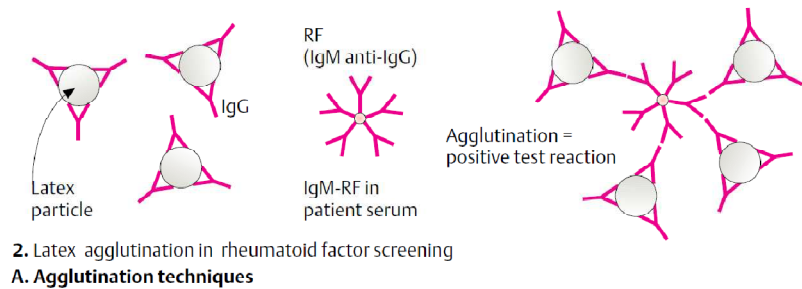 RF
(IgM anti-IgG)
IgG
Agglutination =
positive test reaction
Latex
particle
IgM-RF in
patient serum
2. Latex agglutination in rheumatoid factor screening
A. Agglutination techniques